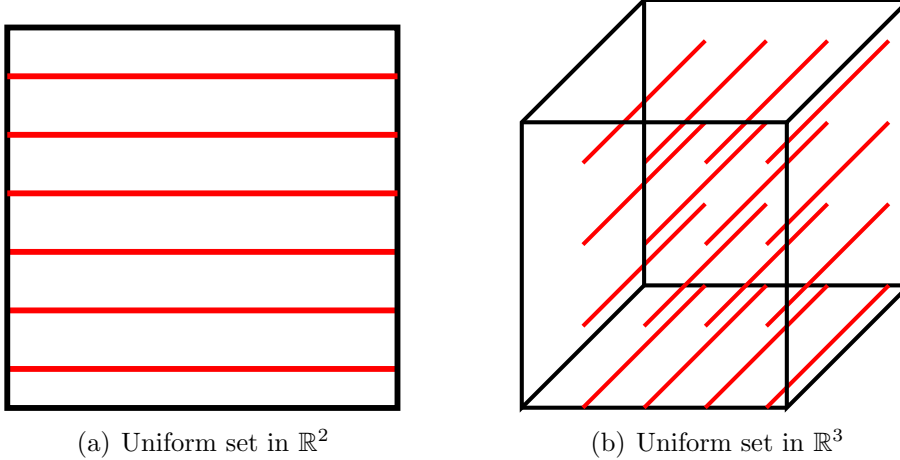 (a) Uniform set in ℝ²
(b) Uniform set in ℝ³